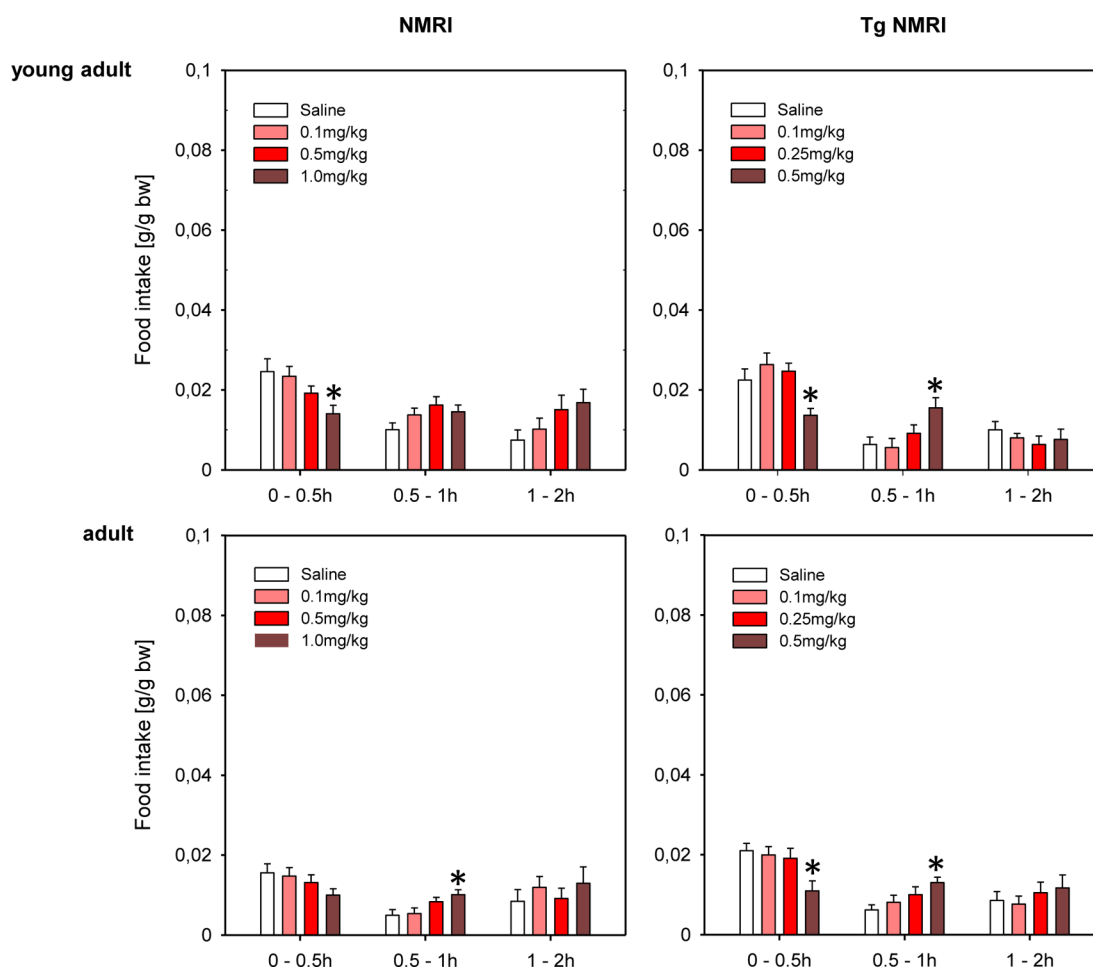 NMRI
Tg NMRI
young adult
Food intake [g/g bw]
0,1
0,08
0,06
0,04
0,02
0
Saline
0.1mg/kg
0.5mg/kg
1.0mg/kg
*
0 - 0.5h
0.5 - 1h
1 - 2h
0,1
0,08
0,06
0,04
0,02
0
Saline
0.1mg/kg
0.25mg/kg
0.5mg/kg
*
*
0 - 0.5h
0.5 - 1h
1 - 2h
adult
Food intake [g/g bw]
0,1
0,08
0,06
0,04
0,02
0
Saline
0.1mg/kg
0.5mg/kg
1.0mg/kg
*
0 - 0.5h
0.5 - 1h
1 - 2h
0,1
0,08
0,06
0,04
0,02
0
Saline
0.1mg/kg
0.25mg/kg
0.5mg/kg
*
*
0 - 0.5h
0.5 - 1h
1 - 2h